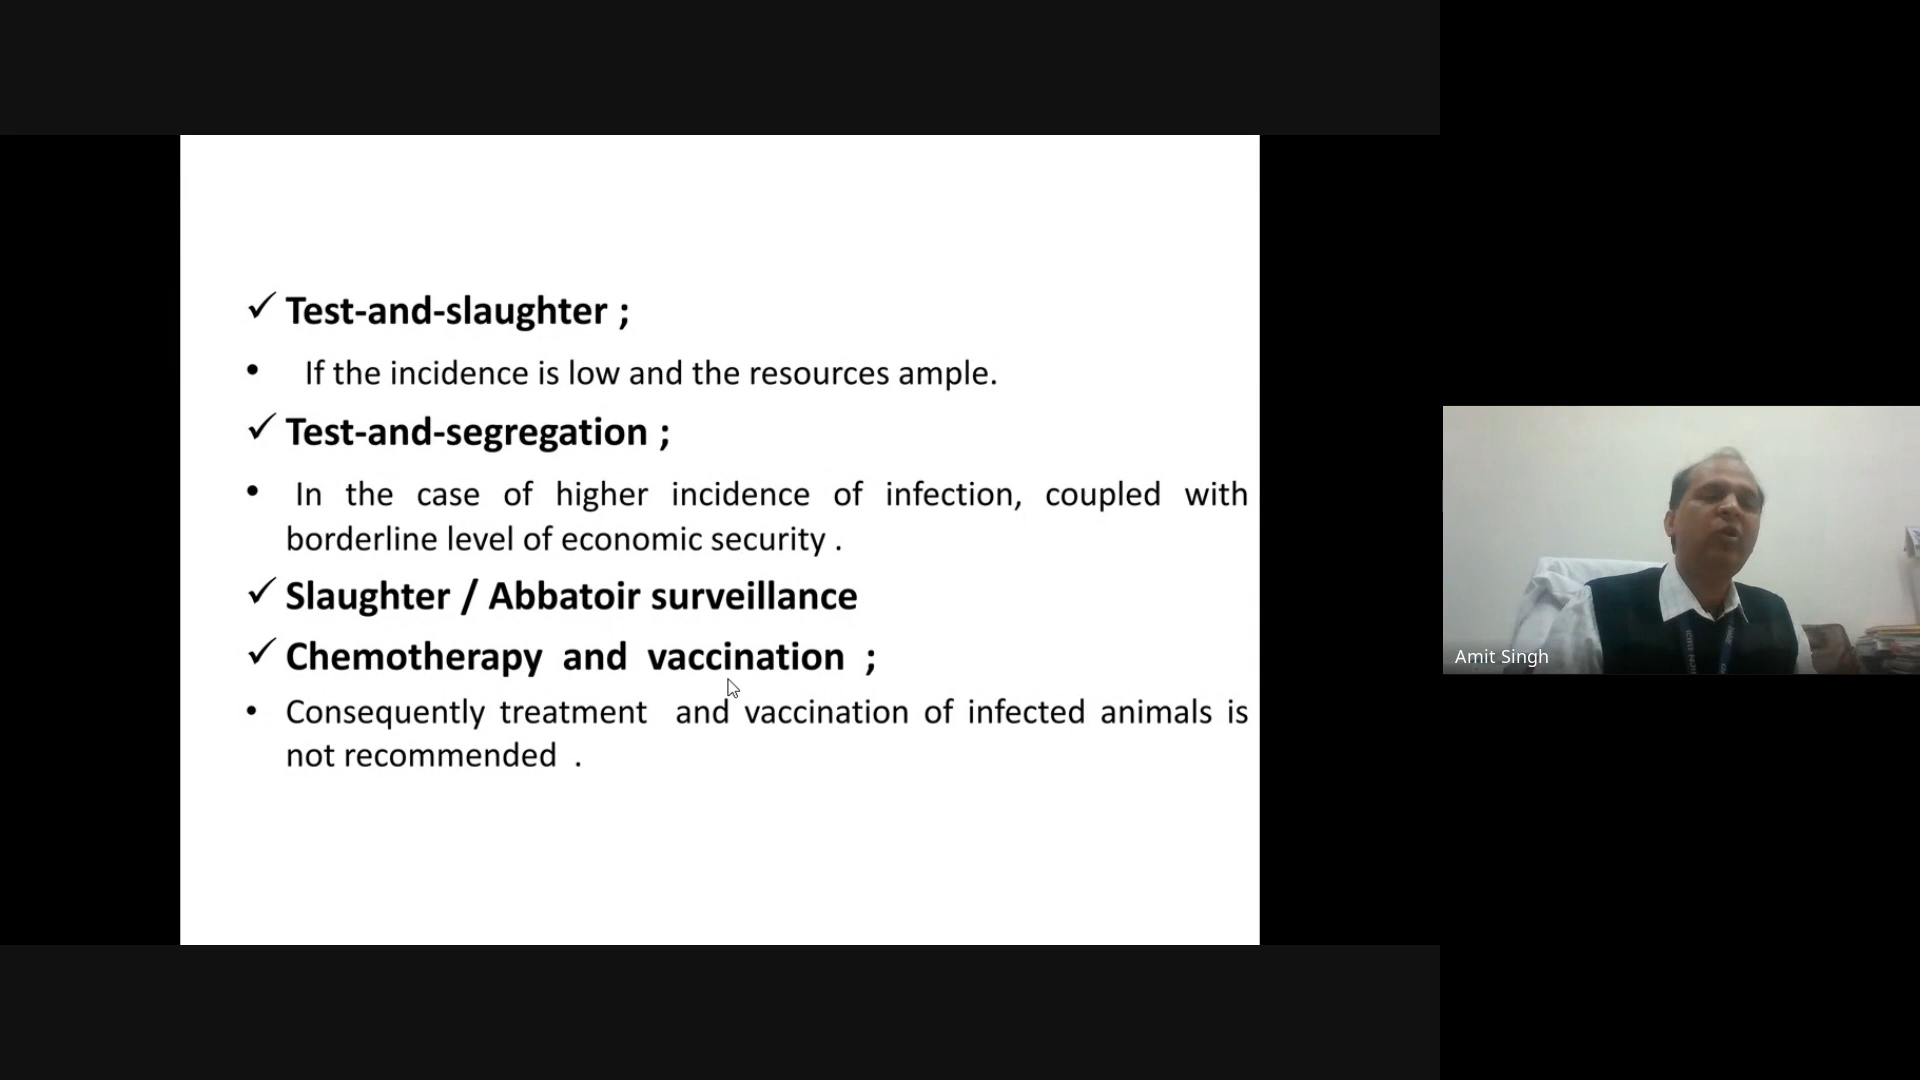 ✓ Test-and-slaughter ;
• If the incidence is low and the resources ample.
✓ Test-and-segregation ;
• In the case of higher incidence of infection, coupled with
borderline level of economic security .
✓ Slaughter / Abbatoir surveillance
✓ Chemotherapy and vaccination ;
• Consequently treatment and vaccination of infected animals is
not recommended .
Amit Singh